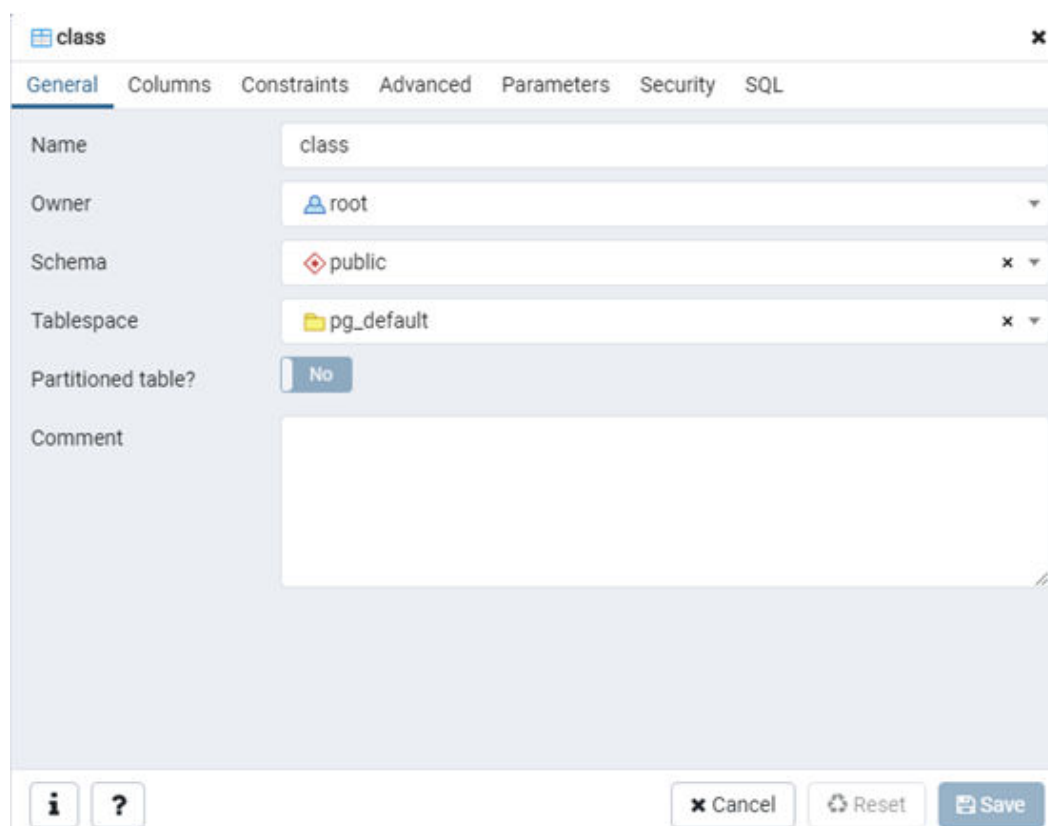 class
General Columns Constraints Advanced Parameters Security SQL
Name class
Owner root
Schema public
Tablespace pg_default
Partitioned table? No
Comment
i ? Cancel Reset Save